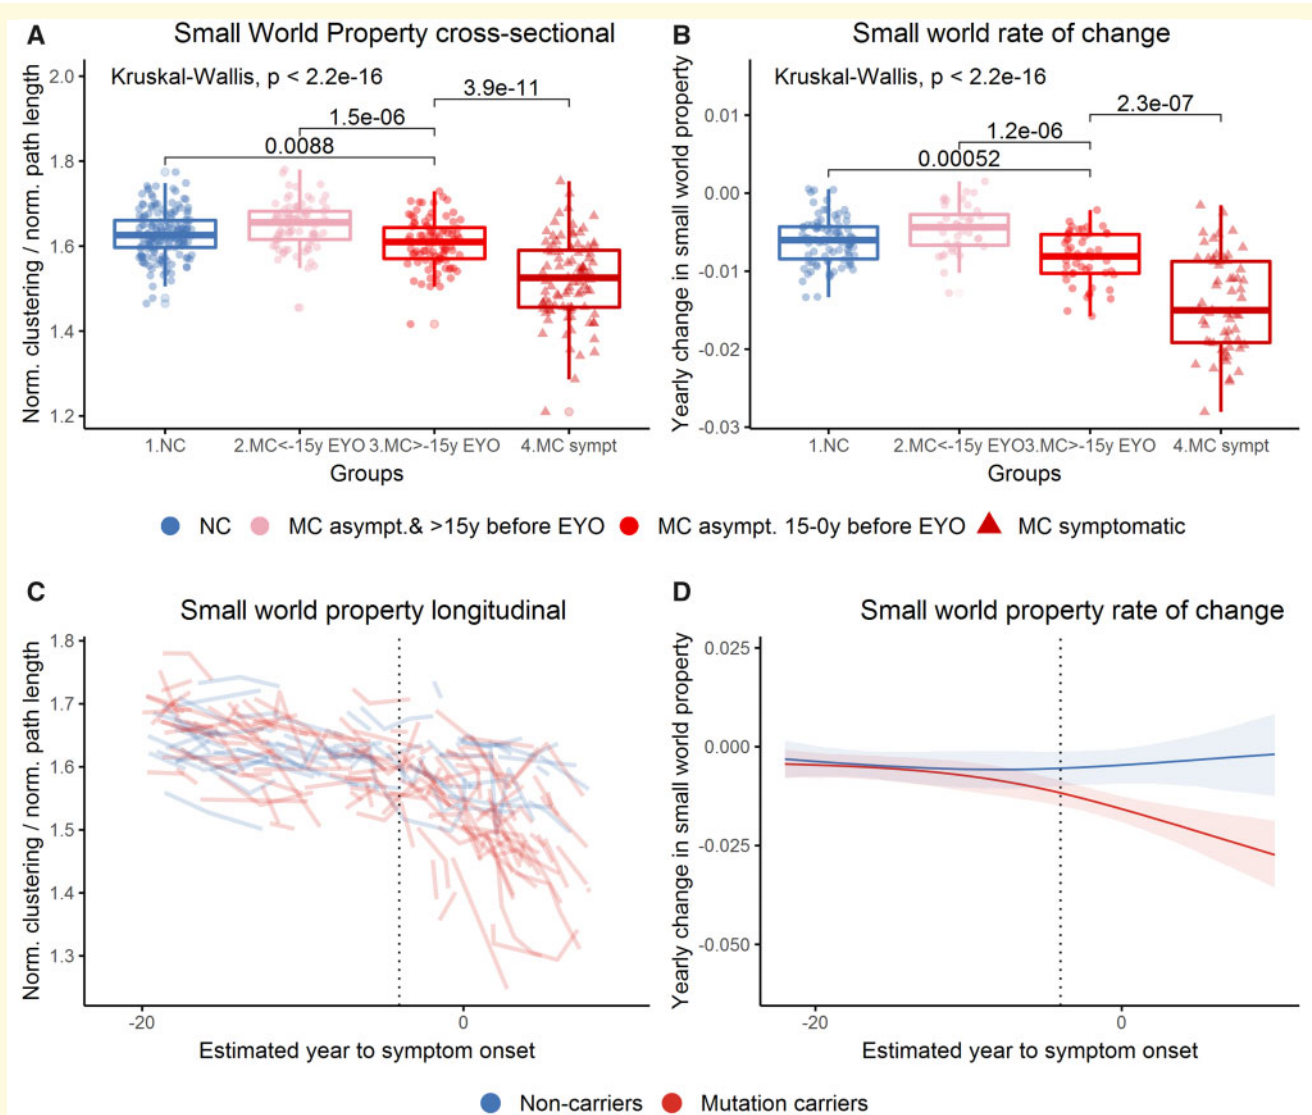 A
Small World Property cross-sectional
Norm. clustering / norm. path length
2.0
1.8
1.6
1.4
1.2
Kruskal-Wallis, p < 2.2e-16
3.9e-11
1.5e-06
0.0088
1.NC
2.MC<-15y EYO
3.MC>-15y EYO
4.MC sympt
Groups
B
Small world rate of change
Yearly change in small world property
0.01
0.00
-0.01
-0.02
-0.03
Kruskal-Wallis, p < 2.2e-16
2.3e-07
1.2e-06
0.00052
1.NC
2.MC<-15y EYO
3.MC>-15y EYO
4.MC sympt
Groups
NC
MC asympt.& >15y before EYO
MC asympt. 15-0y before EYO
MC symptomatic
C
Small world property longitudinal
Norm. clustering / norm. path length
1.8
1.7
1.6
1.5
1.4
1.3
-20
0
Estimated year to symptom onset
D
Small world property rate of change
Yearly change in small world property
0.025
0.000
-0.025
-0.050
-20
0
Estimated year to symptom onset
Non-carriers
Mutation carriers